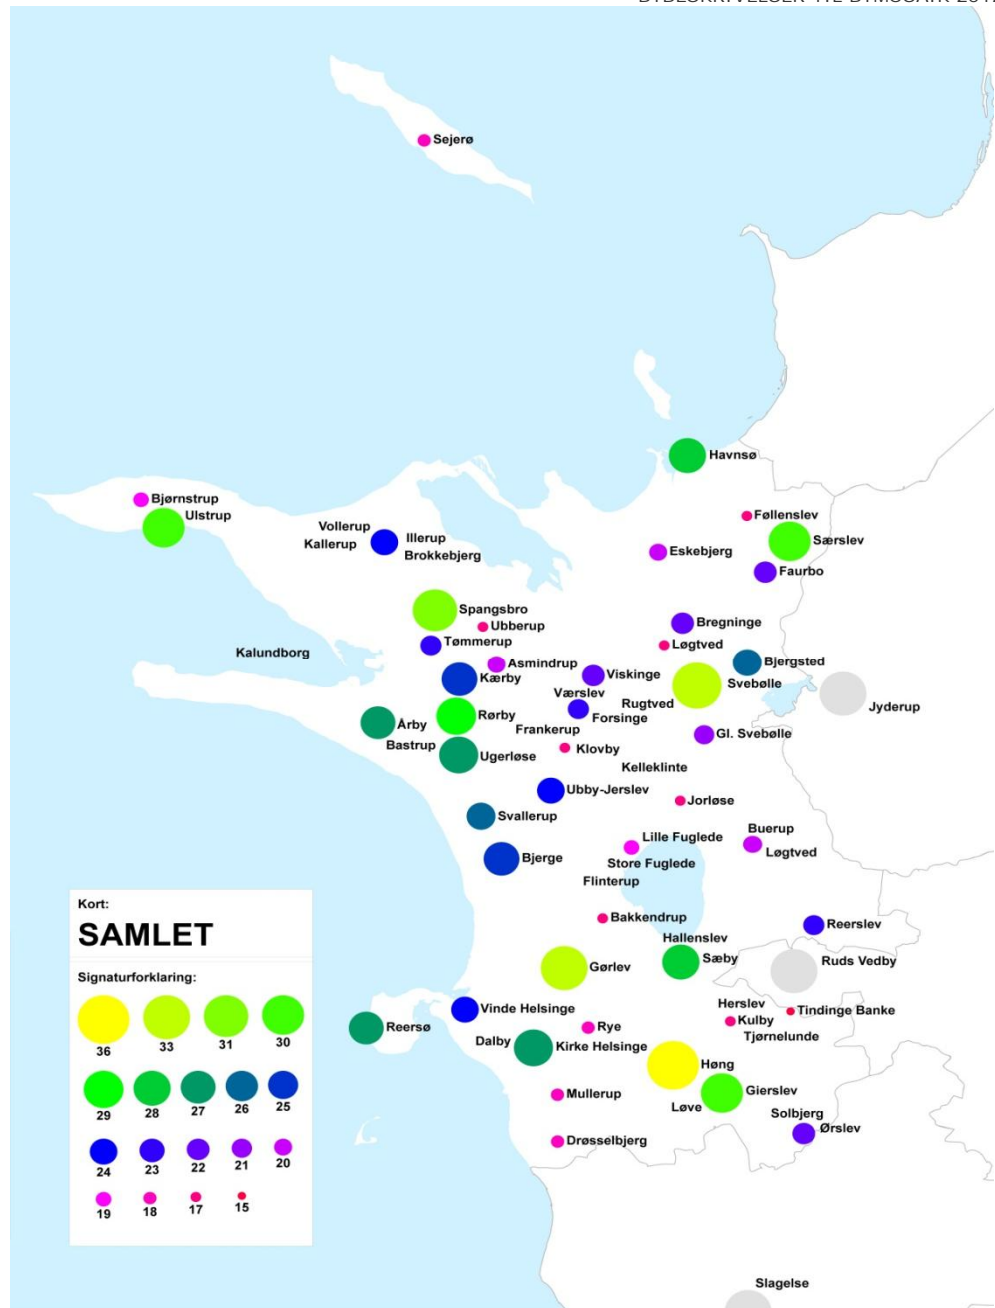 Sejerø
Havnsø
Bjørnstrup
Ulstrup
Føllenslev
Vollerup
Illerup
Særslev
Kallerup
Brokkebjerg
Eskebjerg
Faurbo
Spangsbro
Ubberup
Bregninge
Tømmerup
Løgtved
Kalundborg
Asmindrup
Bjergsted
Kærby
Viskinge
Svebølle
Værslev
Rugtved
Jyderup
Årby
Rørby
Forsinge
Frankerup
Gl. Svebølle
Bastrup
Ugerløse
Klovby
Kelleklinte
Ubby-Jerslev
Jorløse
Svallerup
Buerup
Lille Fuglede
Løgtved
Bjerge
Store Fuglede
Flinterup
Bakkendrup
Reerslev
Hallenslev
Gørlev
Sæby
Ruds Vedby
Vinde Helsinge
Herslev
Tindinge Banke
Reersø
Rye
Kulby
Dalby
Kirke Helsinge
Tjørnelunde
Høng
Mullerup
Gierslev
Løve
Solbjerg
Ørslev
Drøsselbjerg
Slagelse
Kort:
SAMLET
Signaturforklaring:
36 33 31 30
29 28 27 26 25
24 23 22 21 20
19 18 17 15